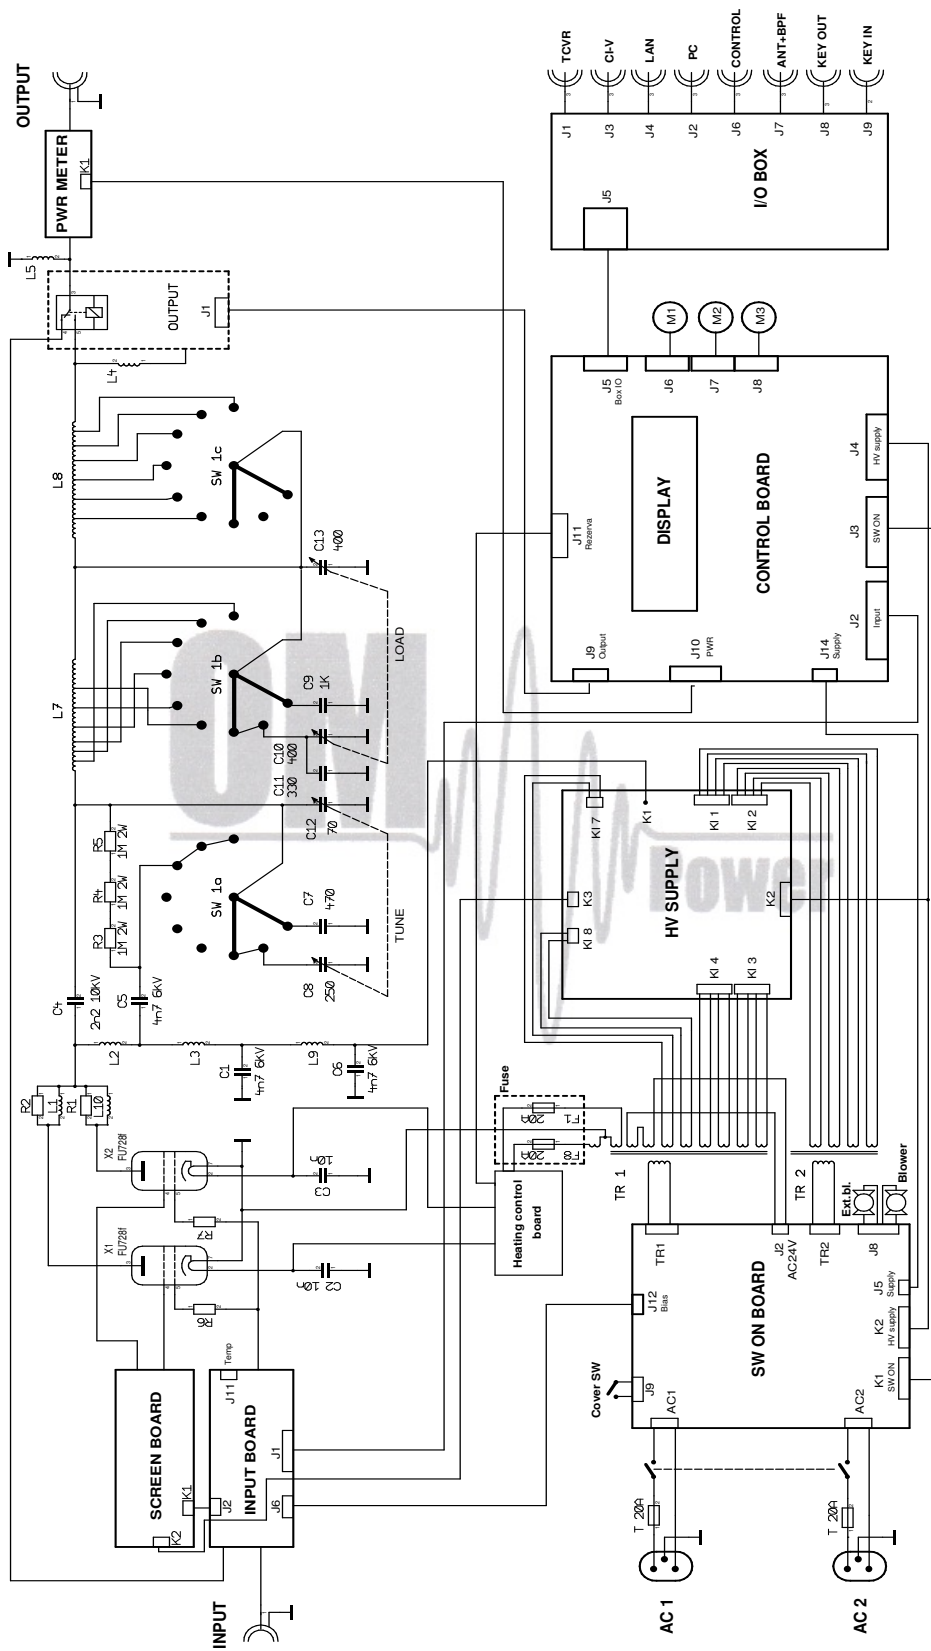 OUTPUT
PWR METER
K1
L5
OUTPUT
J1
L4
L8
SW 1c
C13
400
L7
SW 1b
C9
1K
C10
400
C11
330
LOAD
C12
70
R5
1M 2W
R4
1M 2W
R3
1M 2W
SW 1a
C7
470
C8
250
TUNE
C4
2n2 10kV
C5
4n7 6KV
L2
L3
C1
4n7 6KV
L9
C6
4n7 6KV
R2
L1
R1
L10
X2
FU728f
X1
FU728f
C3
10n
C2
10n
R7
R6
SCREEN BOARD
K1
K2
INPUT BOARD
J11
Temp
J2
J1
J6
INPUT
TCVR
CI-V
LAN
PC
CONTROL
ANT+BPF
KEY OUT
KEY IN
J1
J3
J4
J2
J6
J7
J8
J9
I/O BOX
J5
M1
M2
M3
J5
Box IO
J6
J7
J8
J11
Rezerva
DISPLAY
CONTROL BOARD
J4
HV supply
J3
SW ON
J2
Input
J9
Output
J10
PWR
J14
Supply
OM
Power
HV SUPPLY
KI 7
K1
KI 1
KI 2
K3
KI 8
K2
KI 4
KI 3
Fuse
20A
F1
20A
F8
Heating control
board
TR 1
TR 2
Ext.bl.
Blower
SW ON BOARD
TR1
J2
AC24V
TR2
J8
J12
Bias
J5
Supply
K2
HV supply
K1
SW ON
Cover SW
J9
AC1
AC2
T 20A
T 20A
AC 1
AC 2